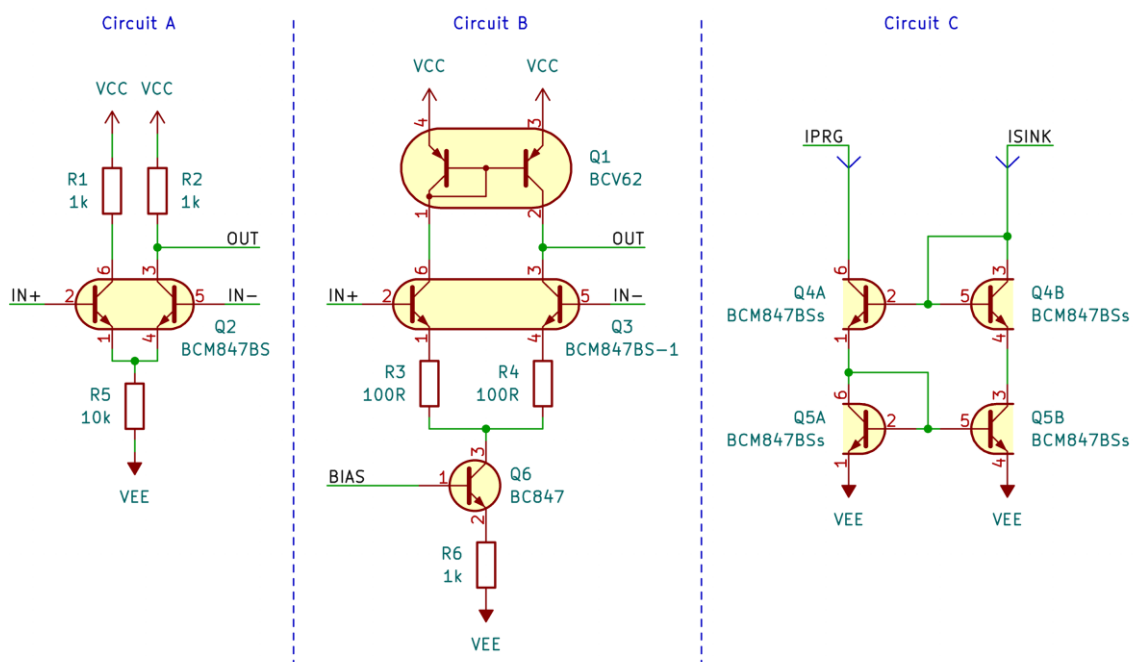 Circuit A
VCC VCC
R1
1k
R2
1k
OUT
6
3
IN+
2
5
IN-
1
4
Q2
BCM847BS
R5
10k
VEE
Circuit B
VCC
VCC
4
3
Q1
BCV62
1
2
OUT
6
3
IN+
2
5
IN-
1
4
Q3
BCM847BS-1
R3
100R
R4
100R
3
BIAS
1
Q6
BC847
2
R6
1k
VEE
Circuit C
IPRG
ISINK
6
3
Q4A
BCM847BSs
2
5
Q4B
BCM847BSs
1
4
6
3
Q5A
BCM847BSs
2
5
Q5B
BCM847BSs
1
4
VEE
VEE